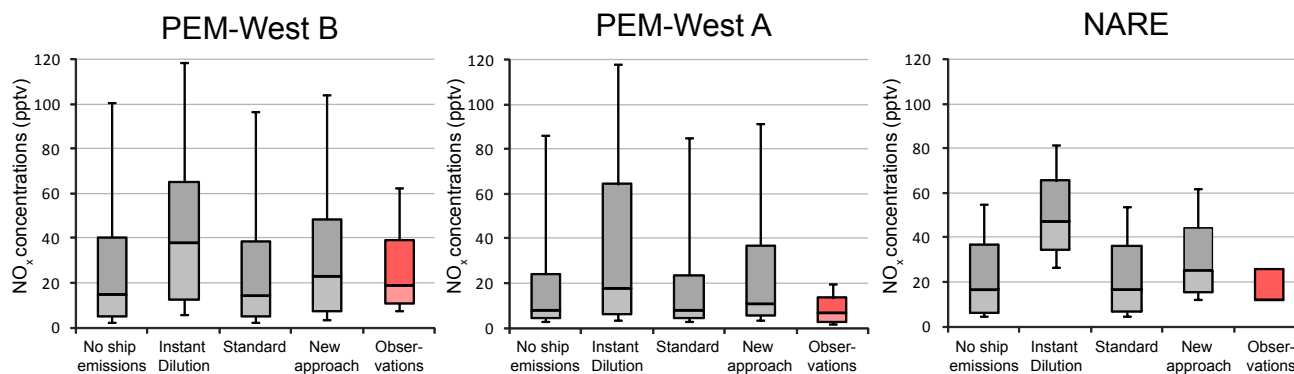 PEM-West B
NOx concentrations (pptv)
120
100
80
60
40
20
0
No ship
emissions
Instant
Dilution
Standard
New
approach
Obser-
vations
PEM-West A
NOx concentrations (pptv)
120
100
80
60
40
20
0
No ship
emissions
Instant
Dilution
Standard
New
approach
Obser-
vations
NARE
NOx concentrations (pptv)
120
100
80
60
40
20
0
No ship
emissions
Instant
Dilution
Standard
New
approach
Obser-
vations